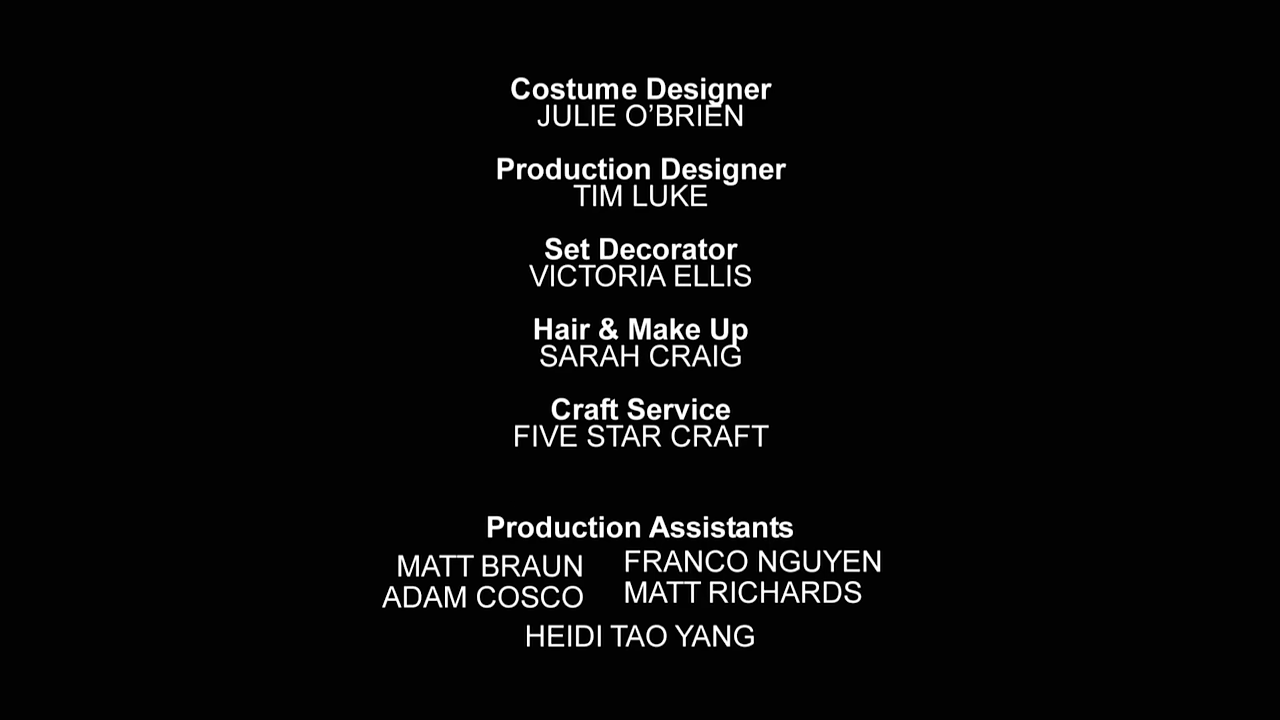 Costume Designer
JULIE O’BRIEN
Production Designer
TIM LUKE
Set Decorator
VICTORIA ELLIS
Hair & Make Up
SARAH CRAIG
Craft Service
FIVE STAR CRAFT
Production Assistants
MATT BRAUN FRANCO NGUYEN
ADAM COSCO MATT RICHARDS
HEIDI TAO YANG